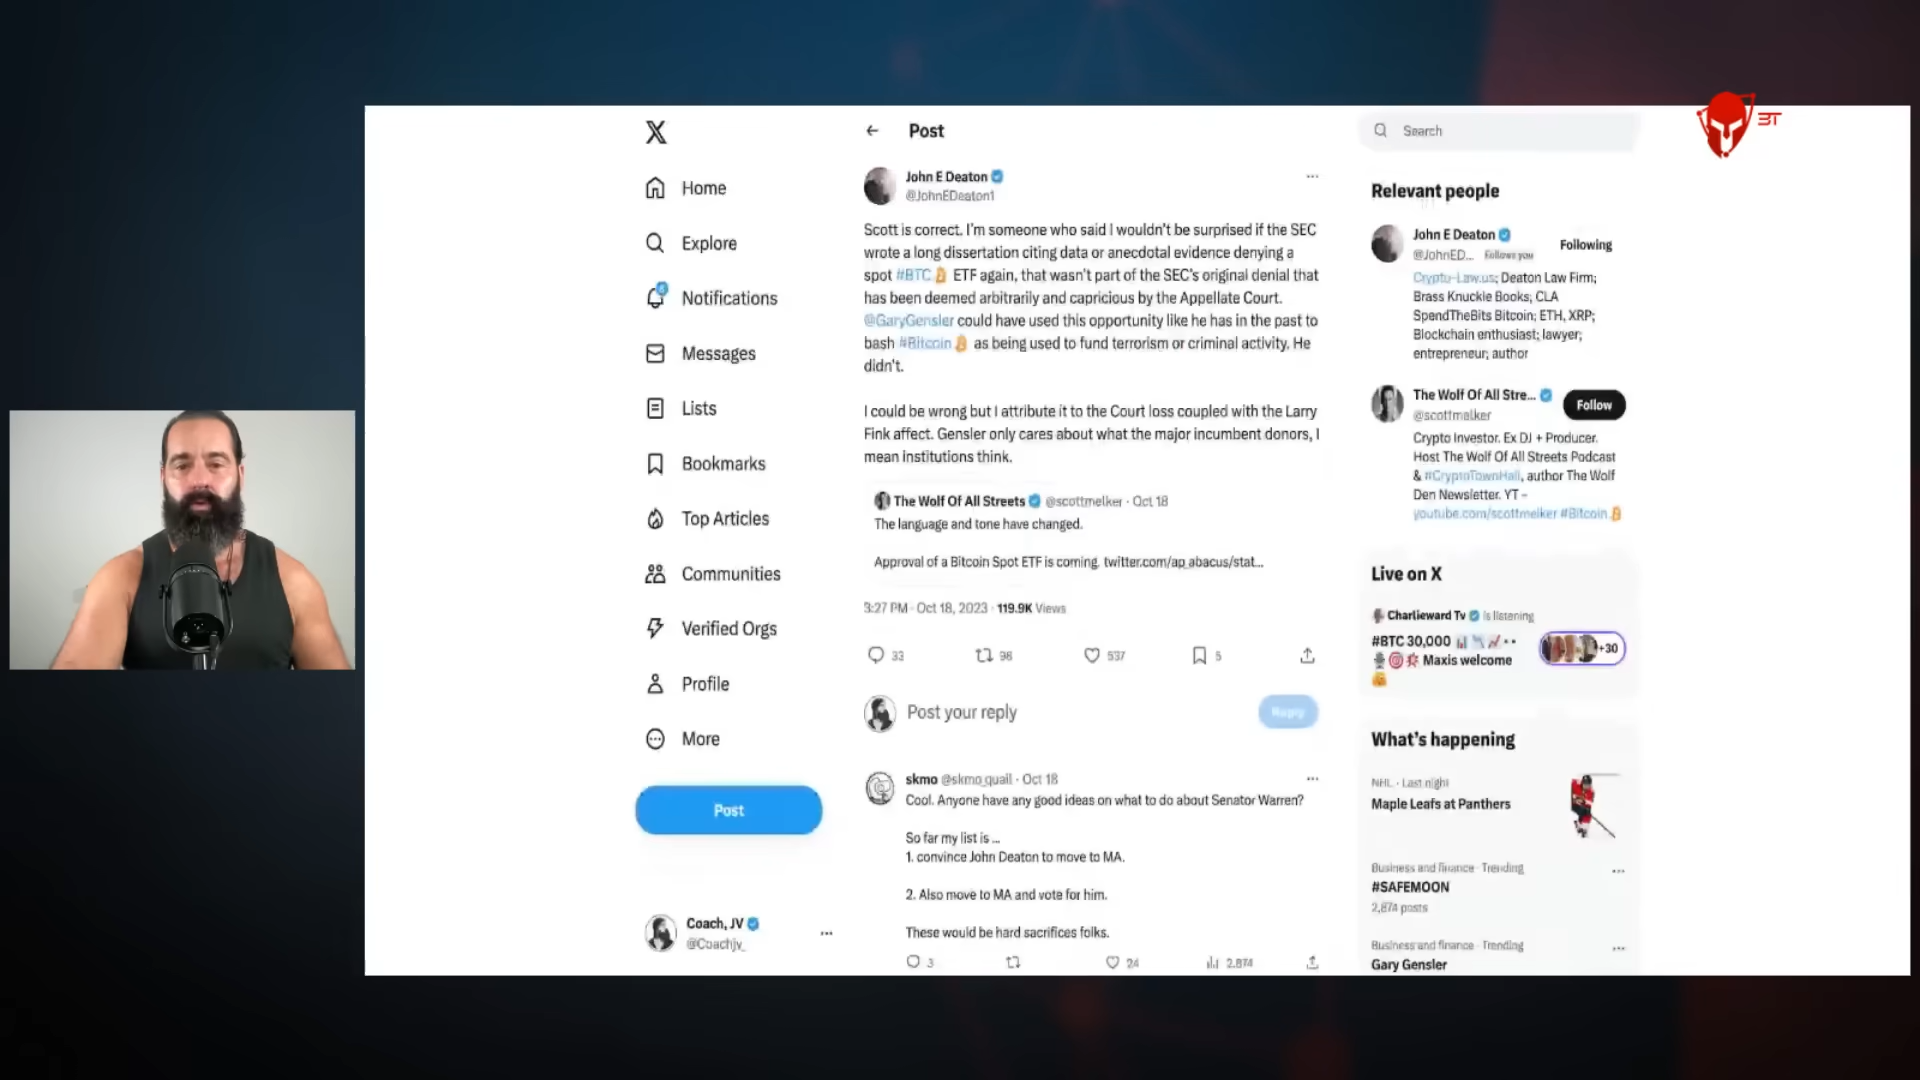 3T
X
Home
Explore
6
Notifications
Messages
Lists
Bookmarks
Top Articles
Communities
Verified Orgs
Profile
More
Post
Coach, JV
@Coachjv_
Post
John E Deaton
@JohnEDeaton1
Scott is correct. I'm someone who said I wouldn't be surprised if the SEC
wrote a long dissertation citing data or anecdotal evidence denying a
spot #BTC ETF again, that wasn't part of the SEC's original denial that
has been deemed arbitrarily and capricious by the Appellate Court.
@GaryGensler could have used this opportunity like he has in the past to
bash #Bitcoin as being used to fund terrorism or criminal activity. He
didn't.
I could be wrong but I attribute it to the Court loss coupled with the Larry
Fink affect. Gensler only cares about what the major incumbent donors, I
mean institutions think.
The Wolf Of All Streets @scottmelker · Oct 18
The language and tone have changed.
Approval of a Bitcoin Spot ETF is coming. twitter.com/ap_abacus/stat...
3:27 PM · Oct 18, 2023 · 119.9K Views
33 98 537 5
Post your reply
Reply
skmo @skmo_quail · Oct 18
Cool. Anyone have any good ideas on what to do about Senator Warren?
So far my list is ...
1. convince John Deaton to move to MA.
2. Also move to MA and vote for him.
These would be hard sacrifices folks.
3 24 2,874
Search
Relevant people
John E Deaton
@JohnED... Follows you
Following
Crypto-Law.us; Deaton Law Firm;
Brass Knuckle Books; CLA
SpendTheBits Bitcoin; ETH, XRP;
Blockchain enthusiast; lawyer;
entrepreneur; author
The Wolf Of All Stre...
@scottmelker
Follow
Crypto Investor. Ex DJ + Producer.
Host The Wolf Of All Streets Podcast
& #CryptoTownHall, author The Wolf
Den Newsletter. YT -
youtube.com/scottmelker #Bitcoin
Live on X
Charlieward Tv is listening
#BTC 30,000
Maxis welcome
+30
What's happening
NHL · Last night
Maple Leafs at Panthers
Business and finance · Trending
#SAFEMOON
2,874 posts
Business and finance · Trending
Gary Gensler